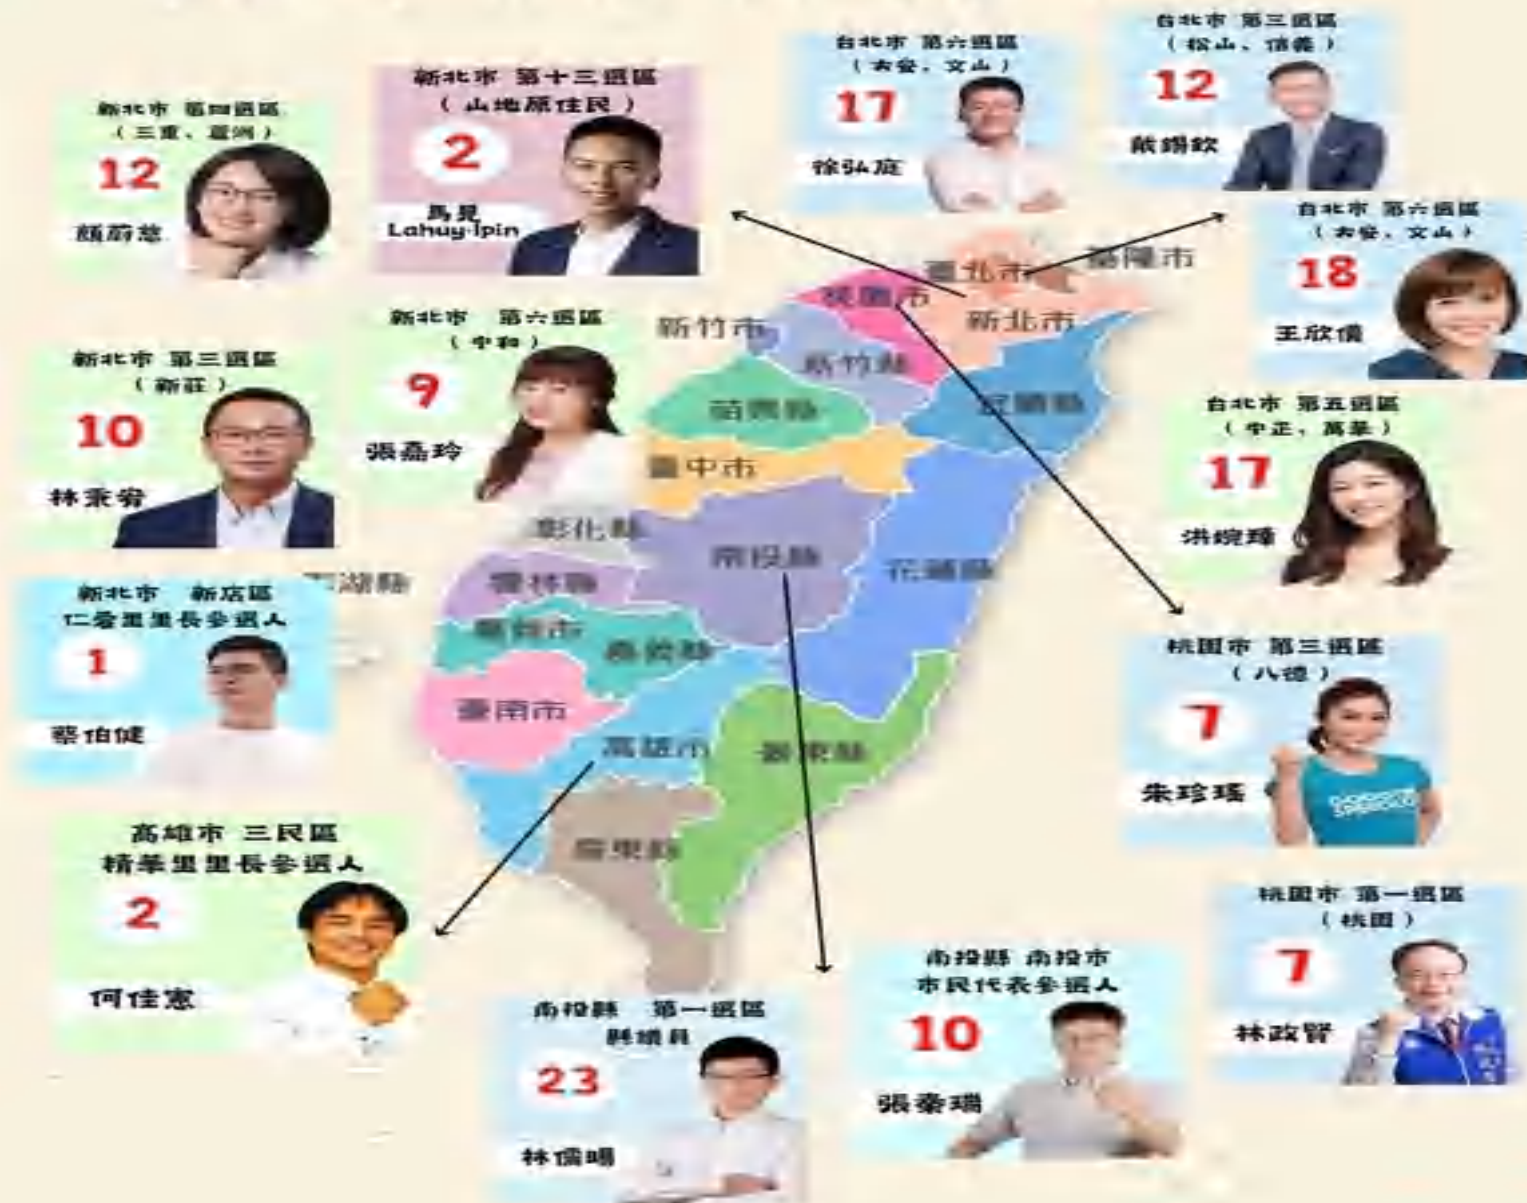 台北市 第三選區
(松山、信義)
12
戴錫欽
台北市 第六選區
(大安、文山)
17
徐弘庭
新北市 第十三選區
(山地原住民)
2
馬見
Lahuy·Ipin
新北市 第四選區
(三重、蘆洲)
12
顏蔚慈
台北市 第六選區
(大安、文山)
18
王欣儀
臺北市
基隆市
桃園市
新北市
新竹市
新竹縣
新北市 第六選區
(中和)
9
張嘉玲
新北市 第三選區
(新莊)
10
林秉宥
苗栗縣
宜蘭縣
台北市 第五選區
(中正、萬華)
17
洪婉臻
臺中市
彰化縣
南投縣
花蓮縣
湖縣
雲林縣
嘉義市
嘉義縣
新北市 新店區
仁愛里里長參選人
1
蔡伯健
桃園市 第三選區
(八德)
7
朱珍瑤
臺南市
高雄市
臺東縣
屏東縣
高雄市 三民區
精華里里長參選人
2
何佳憲
桃園市 第一選區
(桃園)
7
林政賢
南投縣 南投市
市民代表參選人
10
張秦瑞
南投縣 第一選區
縣議員
23
林儒暘